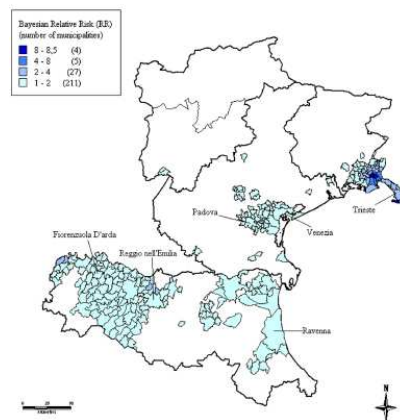 Bayerian Relative Risk (RR)
(number of municipalities)
8 - 8,5 (4)
4 - 8 (5)
2 - 4 (27)
1 - 2 (211)
Trieste
Padova
Venezia
Fiorenzuola D'arda
Reggio nell'Emilia
Ravenna
N